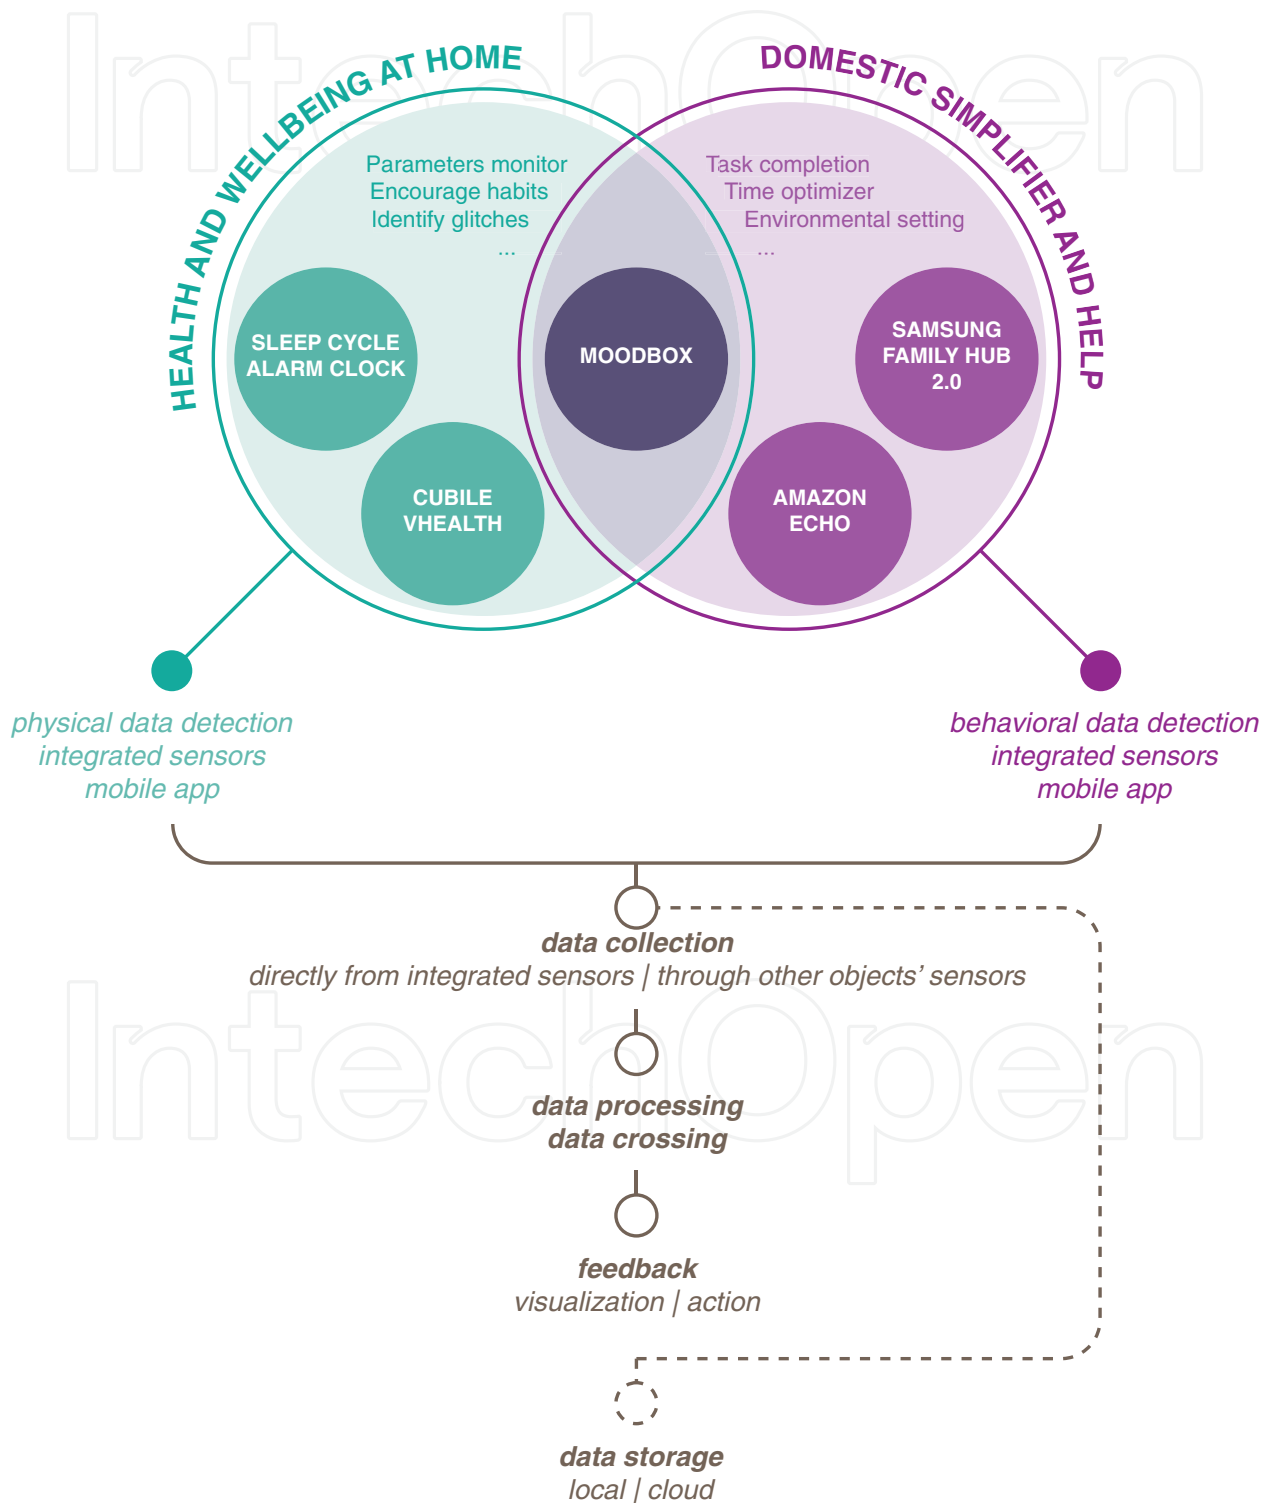 IntechOpen
HEALTH AND WELLBEING AT HOME
DOMESTIC SIMPLIFIER AND HELP
Parameters monitor
Encourage habits
Identify glitches
...
Task completion
Time optimizer
Environmental setting
...
SLEEP CYCLE
ALARM CLOCK
MOODBOX
SAMSUNG
FAMILY HUB
2.0
CUBILE
VHEALTH
AMAZON
ECHO
physical data detection
integrated sensors
mobile app
behavioral data detection
integrated sensors
mobile app
data collection
directly from integrated sensors | through other objects’ sensors
IntechOpen
data processing
data crossing
feedback
visualization | action
data storage
local | cloud